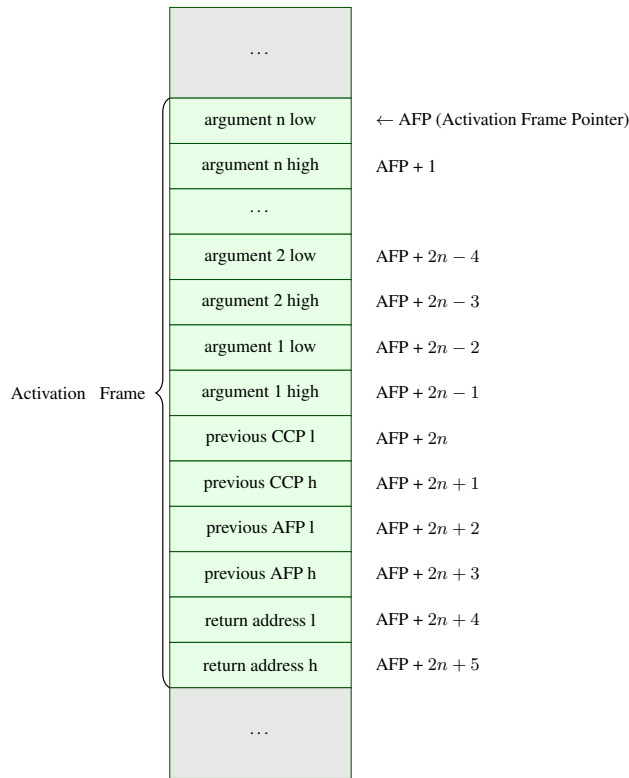 ...
argument n low ← AFP (Activation Frame Pointer)
argument n high AFP + 1
...
argument 2 low AFP + 2n − 4
argument 2 high AFP + 2n − 3
argument 1 low AFP + 2n − 2
Activation Frame argument 1 high AFP + 2n − 1
previous CCP l AFP + 2n
previous CCP h AFP + 2n + 1
previous AFP l AFP + 2n + 2
previous AFP h AFP + 2n + 3
return address l AFP + 2n + 4
return address h AFP + 2n + 5
...